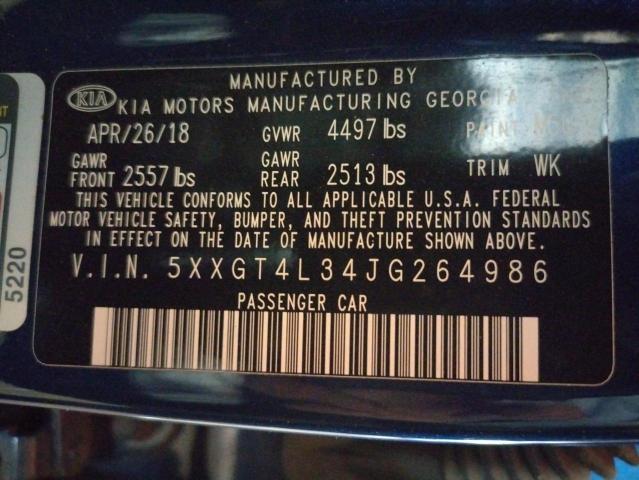 MANUFACTURED BY
KIA KIA MOTORS MANUFACTURING GEORGIA
APR/26/18 GVWR 4497 lbs PAINT
GAWR FRONT 2557 lbs GAWR REAR 2513 lbs TRIM WK
THIS VEHICLE CONFORMS TO ALL APPLICABLE U.S.A. FEDERAL
MOTOR VEHICLE SAFETY, BUMPER, AND THEFT PREVENTION STANDARDS
IN EFFECT ON THE DATE OF MANUFACTURE SHOWN ABOVE.
V.I.N. 5XXGT4L34JG264986
PASSENGER CAR
5220